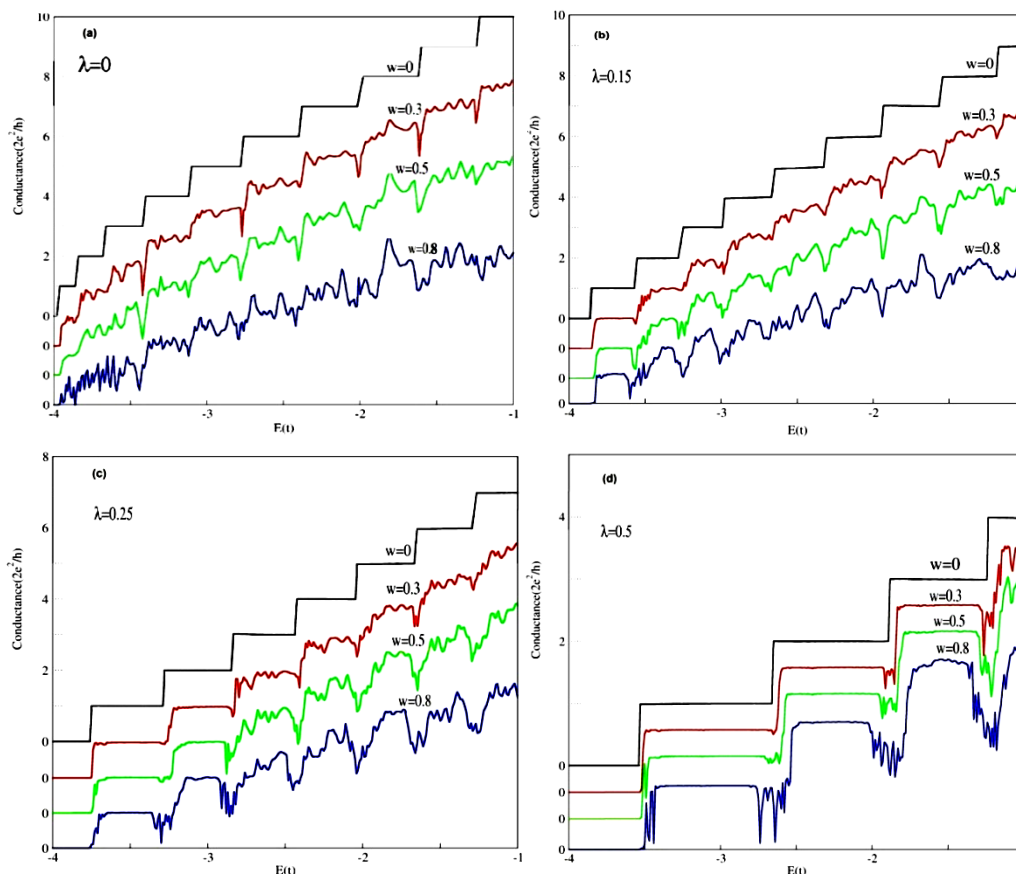 (a)
λ=0
w=0
w=0.3
w=0.5
w=0.8
Conductance(2e²/h)
10
8
6
4
2
0
0
0
0
-4
-3
-2
-1
E(t)
(b)
λ=0.15
w=0
w=0.3
w=0.5
w=0.8
Conductance(2e²/h)
10
8
6
4
2
0
0
0
0
-4
-3
-2
E(t)
(c)
λ=0.25
w=0
w=0.3
w=0.5
w=0.8
Conductance(2e²/h)
8
6
4
2
0
0
0
0
-4
-3
-2
-1
E(t)
(d)
λ=0.5
w=0
w=0.3
w=0.5
w=0.8
Conductance(2e²/h)
4
2
0
0
0
0
-4
-3
-2
E(t)